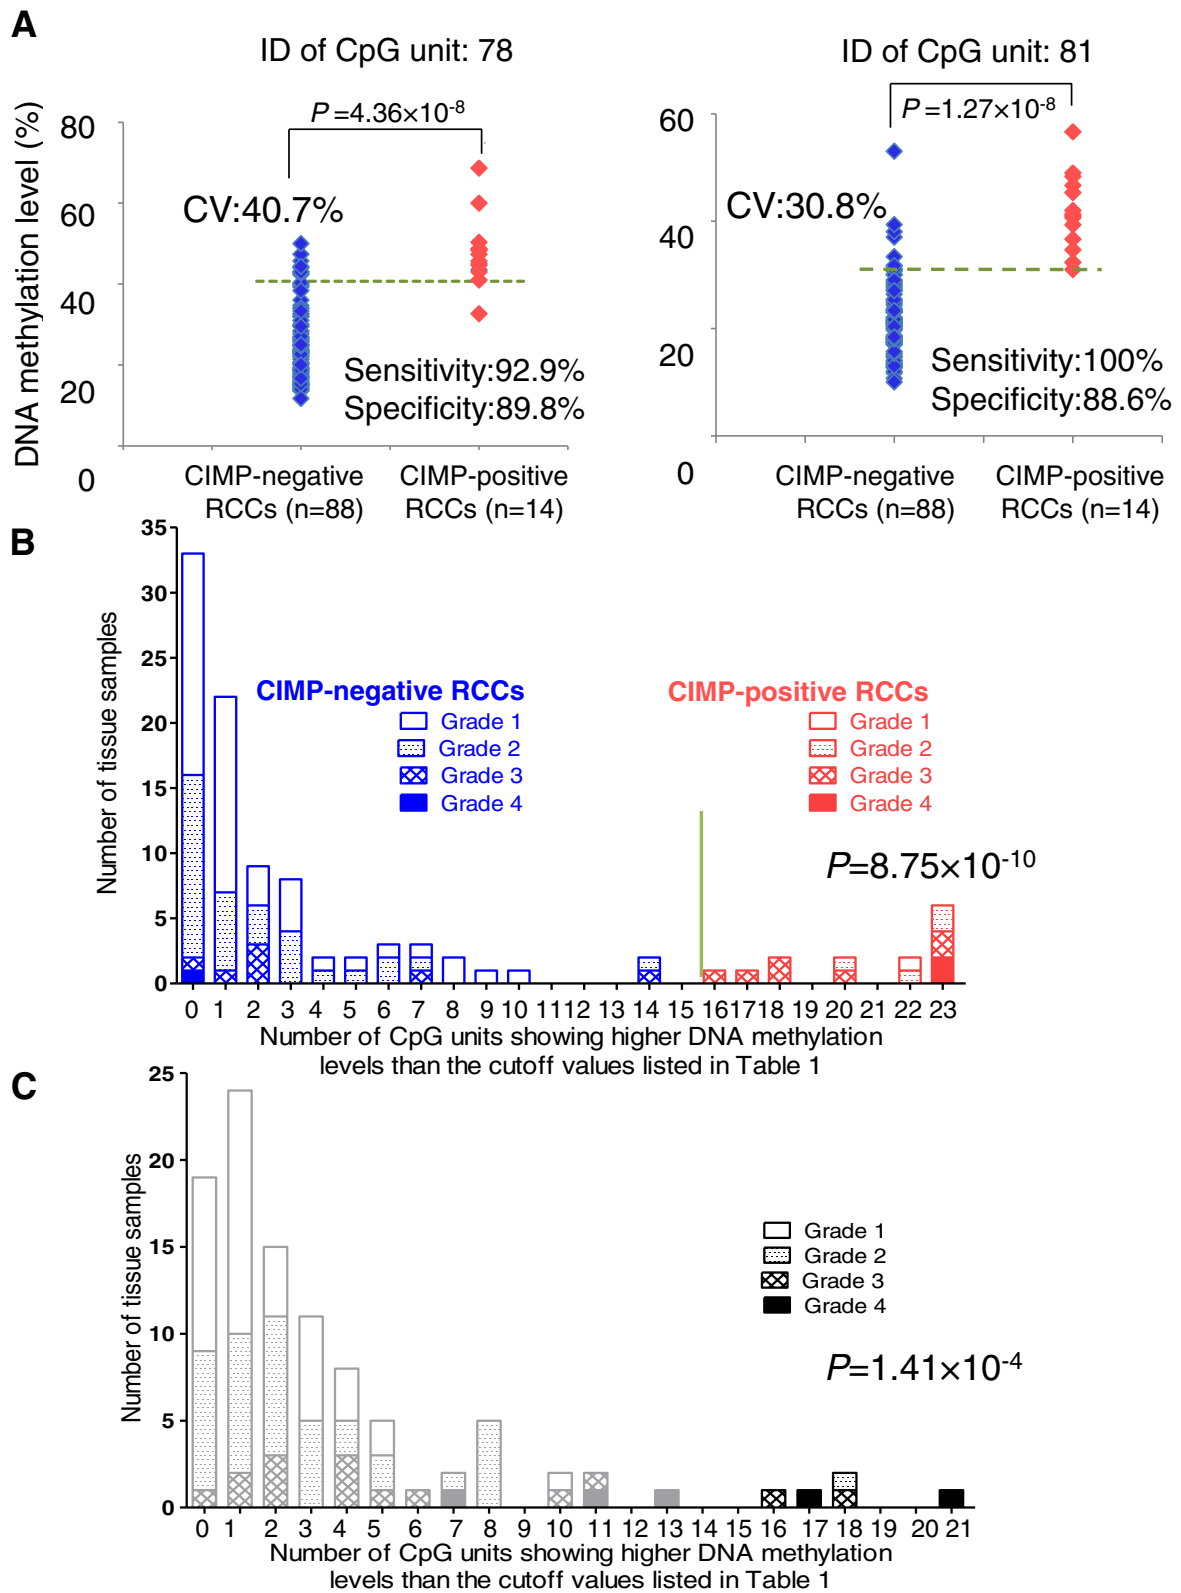 A
ID of CpG unit: 78
P =4.36×10-8
DNA methylation level (%)
80
60
40
20
0
CV:40.7%
Sensitivity:92.9%
Specificity:89.8%
CIMP-negative
RCCs (n=88)
CIMP-positive
RCCs (n=14)
ID of CpG unit: 81
P =1.27×10-8
60
40
20
0
CV:30.8%
Sensitivity:100%
Specificity:88.6%
CIMP-negative
RCCs (n=88)
CIMP-positive
RCCs (n=14)
B
Number of tissue samples
35
30
25
20
15
10
5
0
CIMP-negative RCCs
Grade 1
Grade 2
Grade 3
Grade 4
CIMP-positive RCCs
Grade 1
Grade 2
Grade 3
Grade 4
P=8.75×10-10
0 1 2 3 4 5 6 7 8 9 10 11 12 13 14 15 16 17 18 19 20 21 22 23
Number of CpG units showing higher DNA methylation
levels than the cutoff values listed in Table 1
C
Number of tissue samples
25
20
15
10
5
0
Grade 1
Grade 2
Grade 3
Grade 4
P=1.41×10-4
0 1 2 3 4 5 6 7 8 9 10 11 12 13 14 15 16 17 18 19 20 21
Number of CpG units showing higher DNA methylation
levels than the cutoff values listed in Table 1